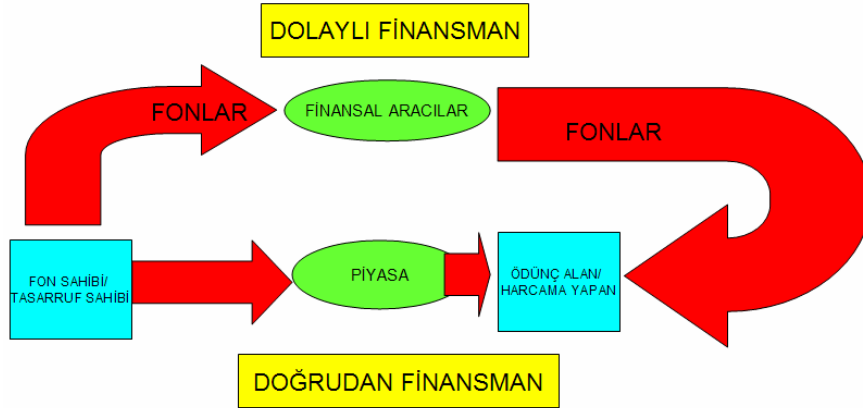 DOLAYLI FİNANSMAN
FONLAR
FİNANSAL ARACILAR
FONLAR
FON SAHİBİ/
TASARRUF SAHİBİ
PİYASA
ÖDÜNÇ ALAN/
HARCAMA YAPAN
DOĞRUDAN FİNANSMAN